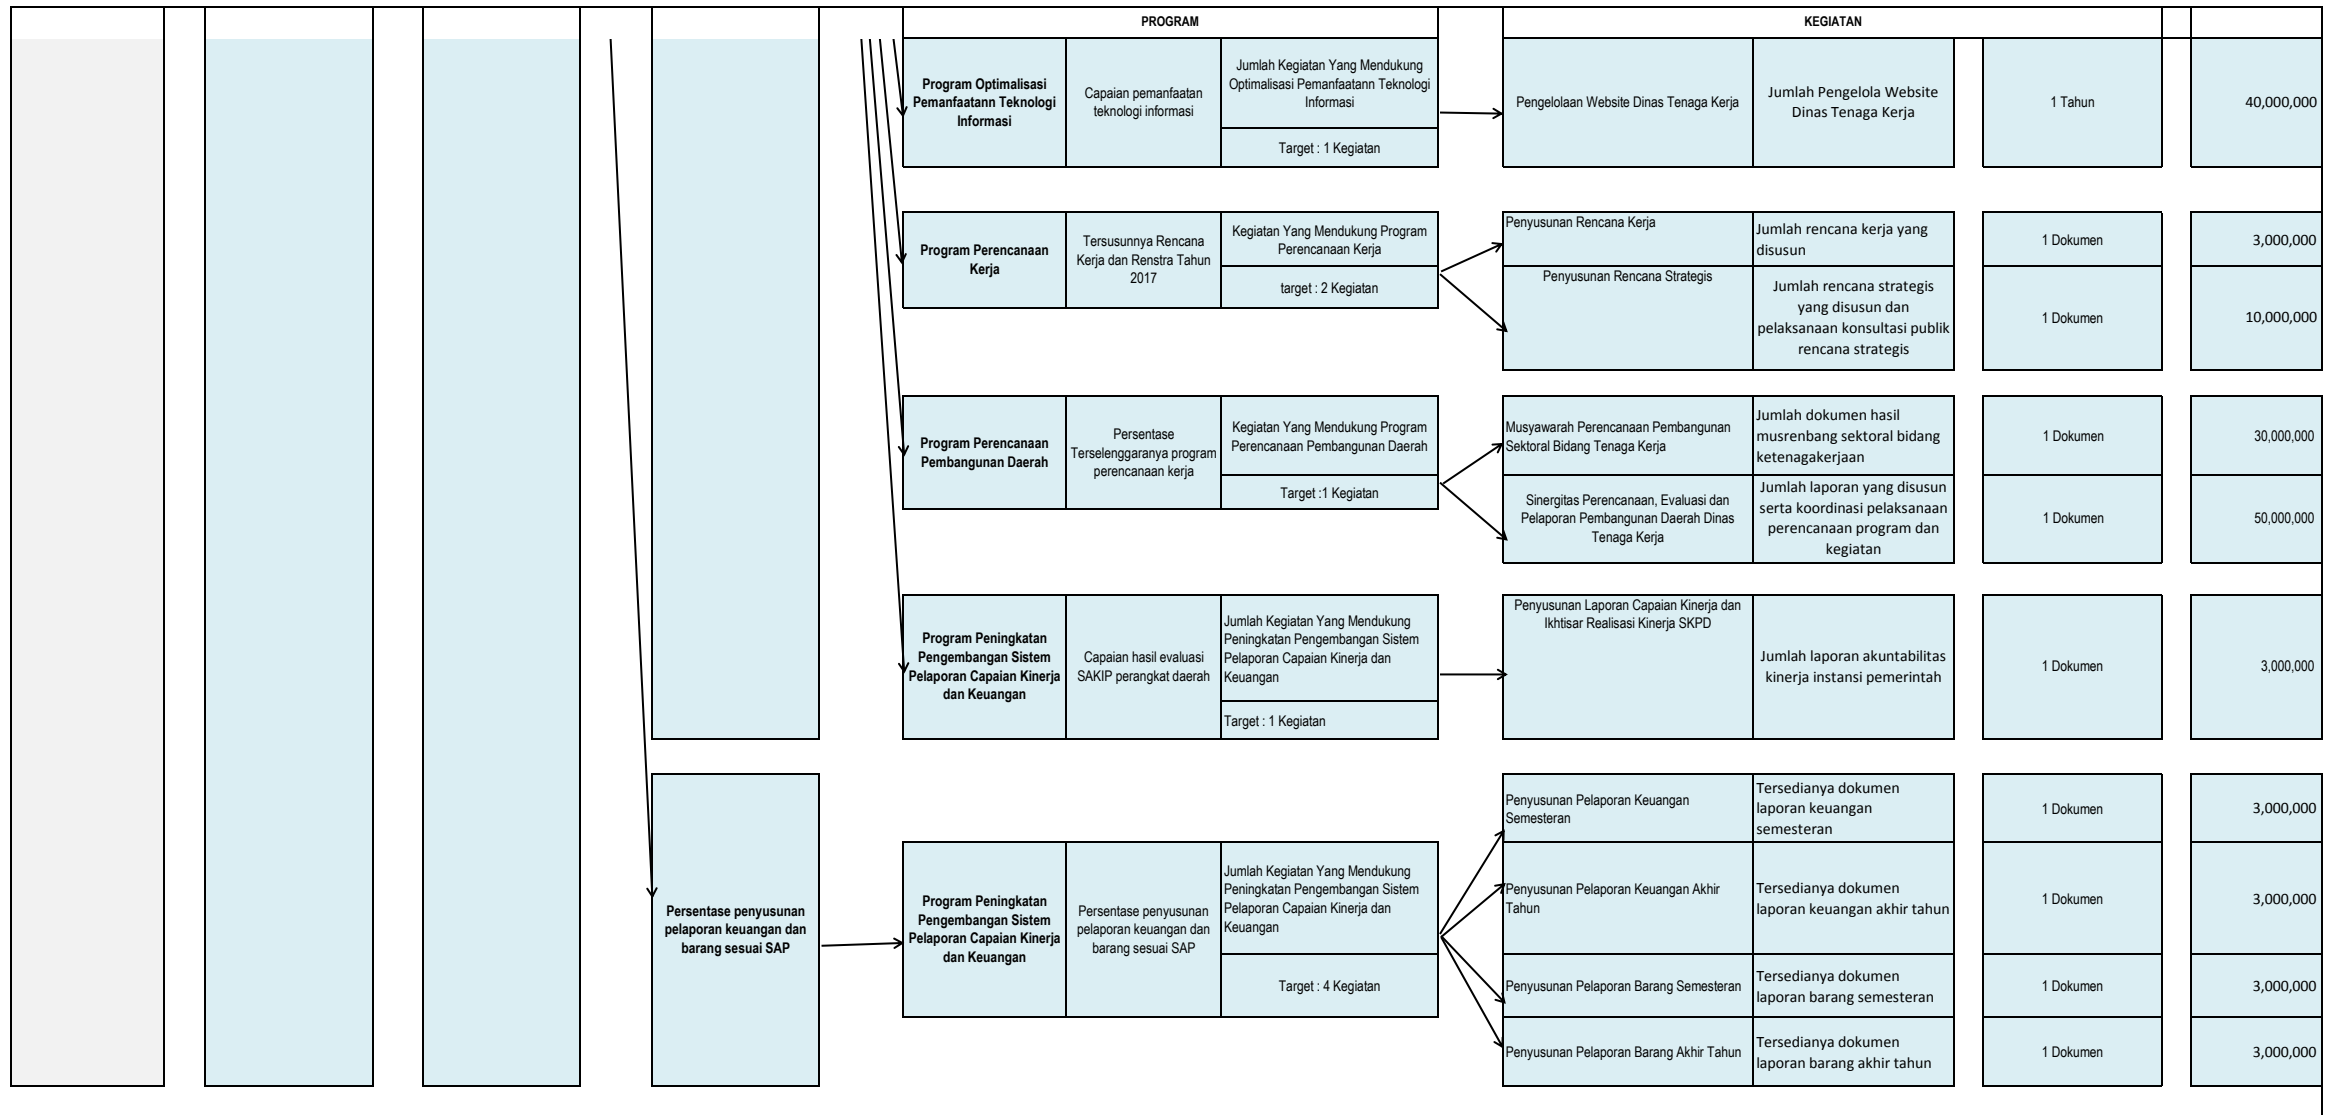 PROGRAM
KEGIATAN
Program Optimalisasi
Pemanfaatann Teknologi
Informasi
Capaian pemanfaatan
teknologi informasi
Jumlah Kegiatan Yang Mendukung
Optimalisasi Pemanfaatann Teknologi
Informasi
Target : 1 Kegiatan
Pengelolaan Website Dinas Tenaga Kerja
Jumlah Pengelola Website
Dinas Tenaga Kerja
1 Tahun
40,000,000
Program Perencanaan
Kerja
Tersusunnya Rencana
Kerja dan Renstra Tahun
2017
Kegiatan Yang Mendukung Program
Perencanaan Kerja
target : 2 Kegiatan
Penyusunan Rencana Kerja
Jumlah rencana kerja yang
disusun
1 Dokumen
3,000,000
Penyusunan Rencana Strategis
Jumlah rencana strategis
yang disusun dan
pelaksanaan konsultasi publik
rencana strategis
1 Dokumen
10,000,000
Program Perencanaan
Pembangunan Daerah
Persentase
Terselenggaranya program
perencanaan kerja
Kegiatan Yang Mendukung Program
Perencanaan Pembangunan Daerah
Target :1 Kegiatan
Musyawarah Perencanaan Pembangunan
Sektoral Bidang Tenaga Kerja
Jumlah dokumen hasil
musrenbang sektoral bidang
ketenagakerjaan
1 Dokumen
30,000,000
Sinergitas Perencanaan, Evaluasi dan
Pelaporan Pembangunan Daerah Dinas
Tenaga Kerja
Jumlah laporan yang disusun
serta koordinasi pelaksanaan
perencanaan program dan
kegiatan
1 Dokumen
50,000,000
Program Peningkatan
Pengembangan Sistem
Pelaporan Capaian Kinerja
dan Keuangan
Capaian hasil evaluasi
SAKIP perangkat daerah
Jumlah Kegiatan Yang Mendukung
Peningkatan Pengembangan Sistem
Pelaporan Capaian Kinerja dan
Keuangan
Target : 1 Kegiatan
Penyusunan Laporan Capaian Kinerja dan
Ikhtisar Realisasi Kinerja SKPD
Jumlah laporan akuntabilitas
kinerja instansi pemerintah
1 Dokumen
3,000,000
Persentase penyusunan
pelaporan keuangan dan
barang sesuai SAP
Program Peningkatan
Pengembangan Sistem
Pelaporan Capaian Kinerja
dan Keuangan
Persentase penyusunan
pelaporan keuangan dan
barang sesuai SAP
Jumlah Kegiatan Yang Mendukung
Peningkatan Pengembangan Sistem
Pelaporan Capaian Kinerja dan
Keuangan
Target : 4 Kegiatan
Penyusunan Pelaporan Keuangan
Semesteran
Tersedianya dokumen
laporan keuangan
semesteran
1 Dokumen
3,000,000
Penyusunan Pelaporan Keuangan Akhir
Tahun
Tersedianya dokumen
laporan keuangan akhir tahun
1 Dokumen
3,000,000
Penyusunan Pelaporan Barang Semesteran
Tersedianya dokumen
laporan barang semesteran
1 Dokumen
3,000,000
Penyusunan Pelaporan Barang Akhir Tahun
Tersedianya dokumen
laporan barang akhir tahun
1 Dokumen
3,000,000